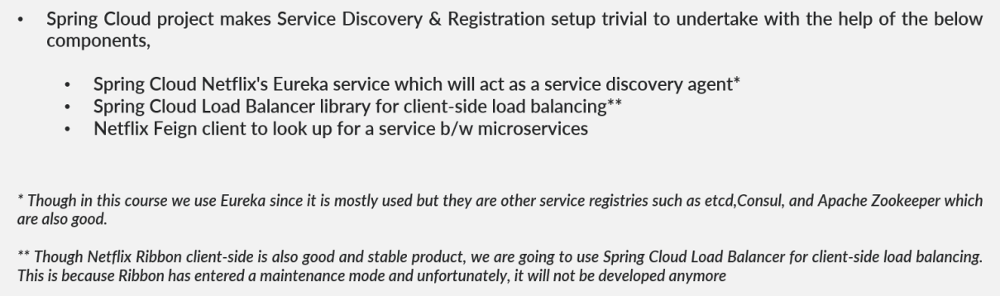 • Spring Cloud project makes Service Discovery & Registration setup trivial to undertake with the help of the below
components,
• Spring Cloud Netflix's Eureka service which will act as a service discovery agent*
• Spring Cloud Load Balancer library for client-side load balancing**
• Netflix Feign client to look up for a service b/w microservices
* Though in this course we use Eureka since it is mostly used but they are other service registries such as etcd,Consul, and Apache Zookeeper which
are also good.
** Though Netflix Ribbon client-side is also good and stable product, we are going to use Spring Cloud Load Balancer for client-side load balancing.
This is because Ribbon has entered a maintenance mode and unfortunately, it will not be developed anymore